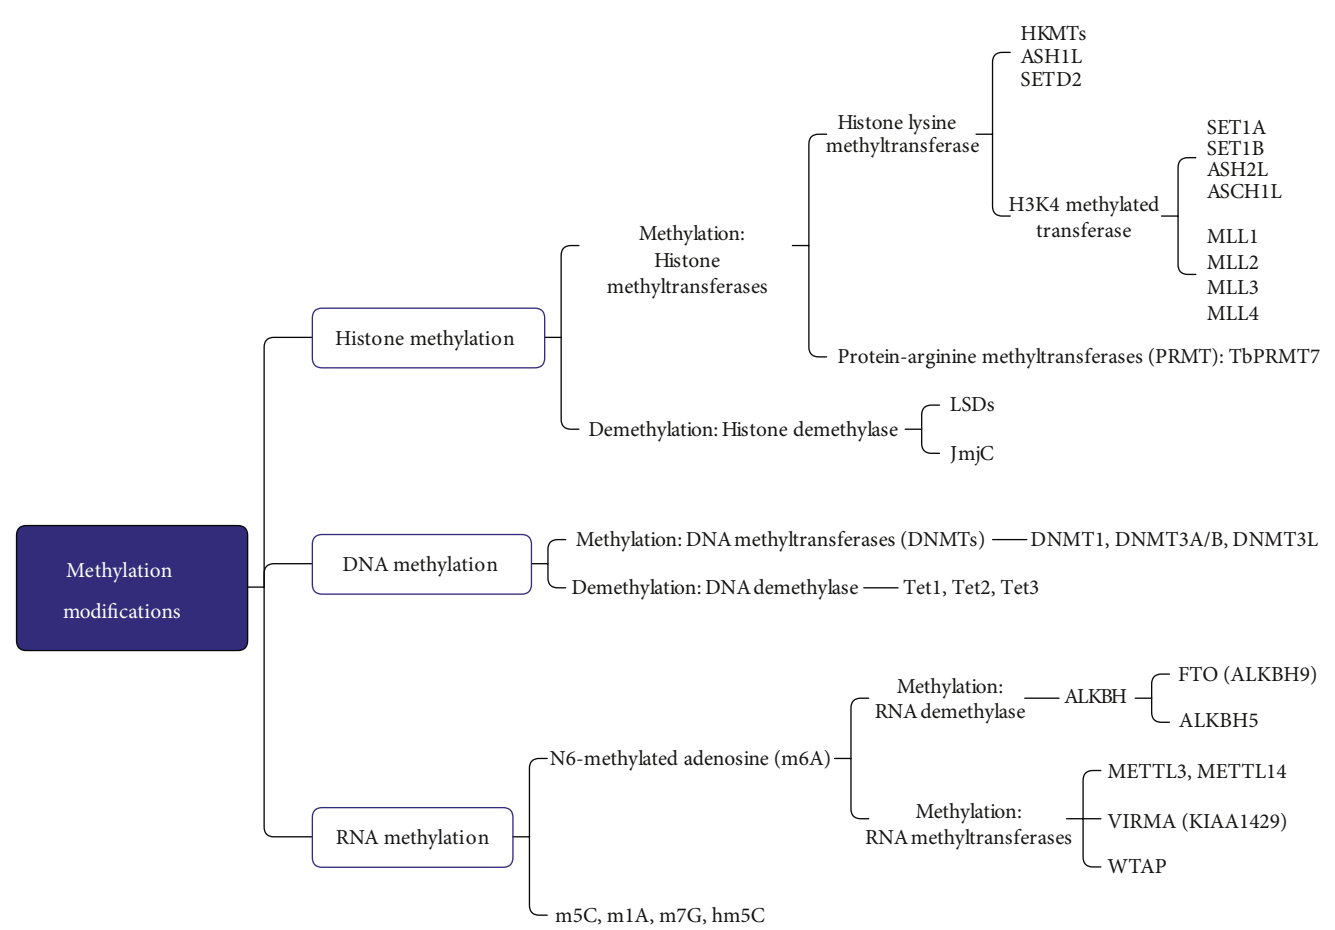 HKMTs
ASH1L
SETD2
Histone lysine
methyltransferase
SET1A
SET1B
ASH2L
ASCH1L
H3K4 methylated
transferase
MLL1
MLL2
MLL3
MLL4
Methylation:
Histone
methyltransferases
Histone methylation
Protein-arginine methyltransferases (PRMT): TbPRMT7
Demethylation: Histone demethylase
LSDs
JmjC
Methylation
modifications
DNA methylation
Methylation: DNA methyltransferases (DNMTs)
DNMT1, DNMT3A/B, DNMT3L
Demethylation: DNA demethylase
Tet1, Tet2, Tet3
RNA methylation
N6-methylated adenosine (m6A)
Methylation:
RNA demethylase
ALKBH
FTO (ALKBH9)
ALKBH5
Methylation:
RNA methyltransferases
METTL3, METTL14
VIRMA (KIAA1429)
WTAP
m5C, m1A, m7G, hm5C